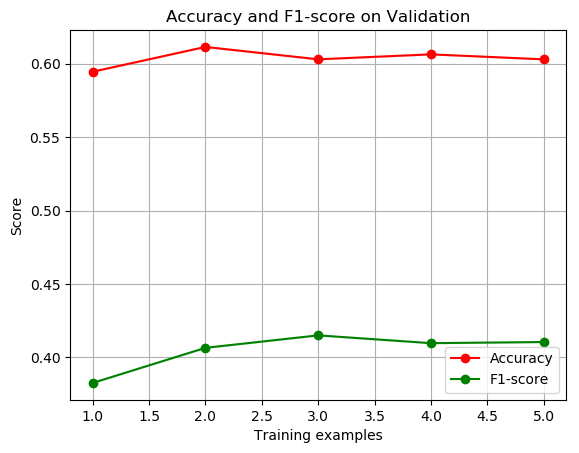 Accuracy and F1-score on Validation
Score
0.60
0.55
0.50
0.45
0.40
Accuracy
F1-score
1.0 1.5 2.0 2.5 3.0 3.5 4.0 4.5 5.0
Training examples